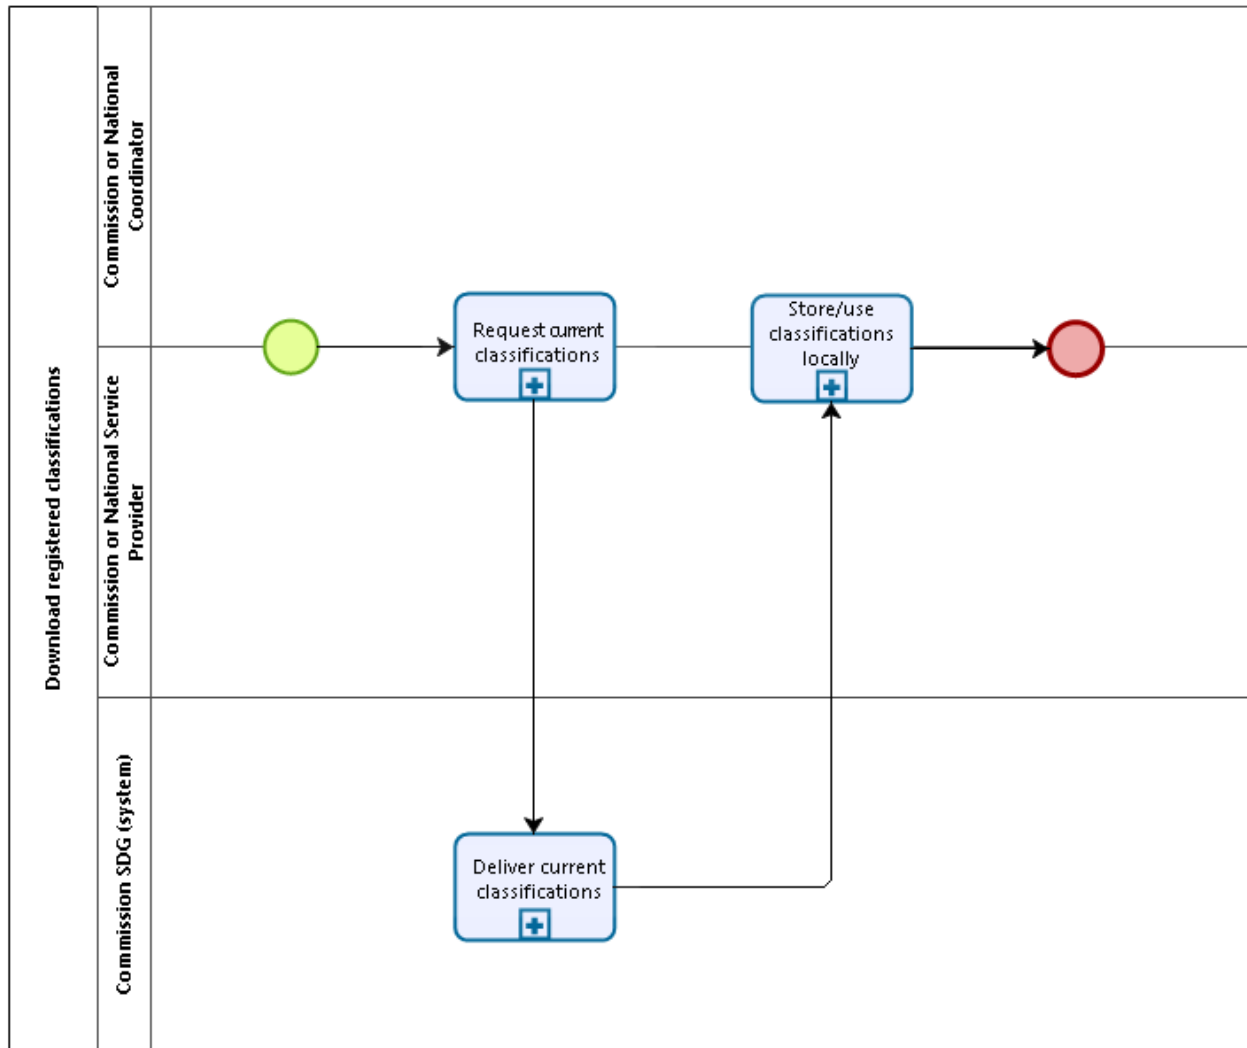 Download registered classifications
Commission or National
Coordinator
Commission or National Service
Provider
Commission SDG (system)
Request current
classifications
Store/use
classifications
locally
Deliver current
classifications